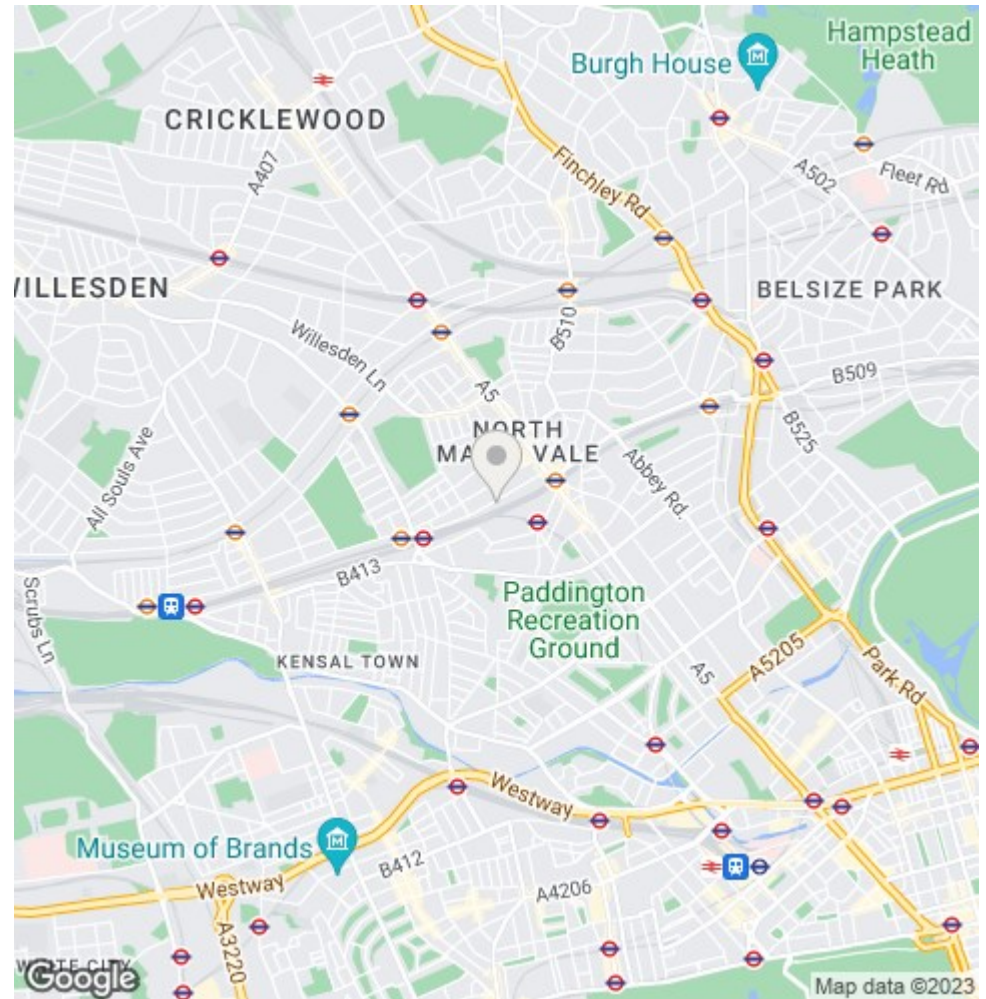 Hampstead
Heath
Burgh House
CRICKLEWOOD
A407
Finchley Rd
A502
Fleet Rd
BELSIZE PARK
Willesden Ln
B510
A5
B509
B525
NORTH
VALE
Abbey Rd.
All Souls Ave
B413
Scrubs Ln
Paddington
Recreation
Ground
KENSAL TOWN
A5
A5205
Park Rd
Westway
Museum of Brands
B412
A4206
Westway
A3220
Google
Map data ©2023